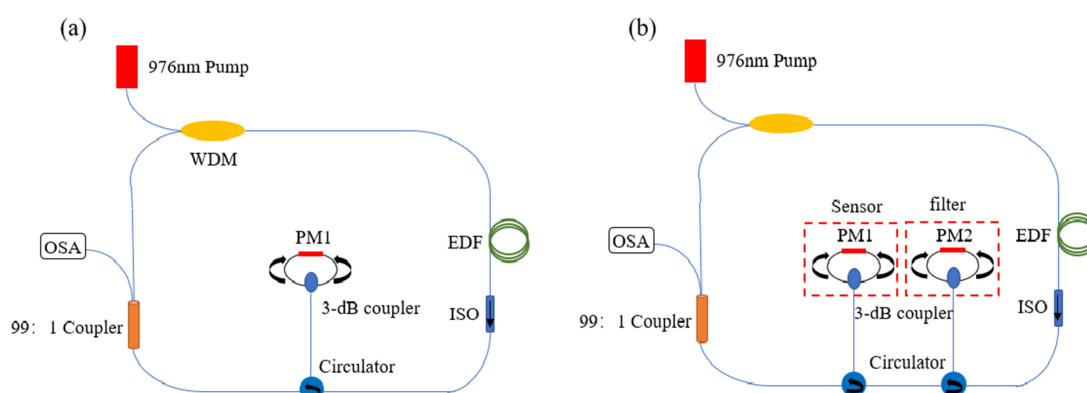 (a)
976nm Pump
WDM
OSA
PM1
EDF
3-dB coupler
ISO
99： 1 Coupler
Circulator
(b)
976nm Pump
Sensor
filter
OSA
PM1
PM2
EDF
3-dB coupler
ISO
99： 1 Coupler
Circulator